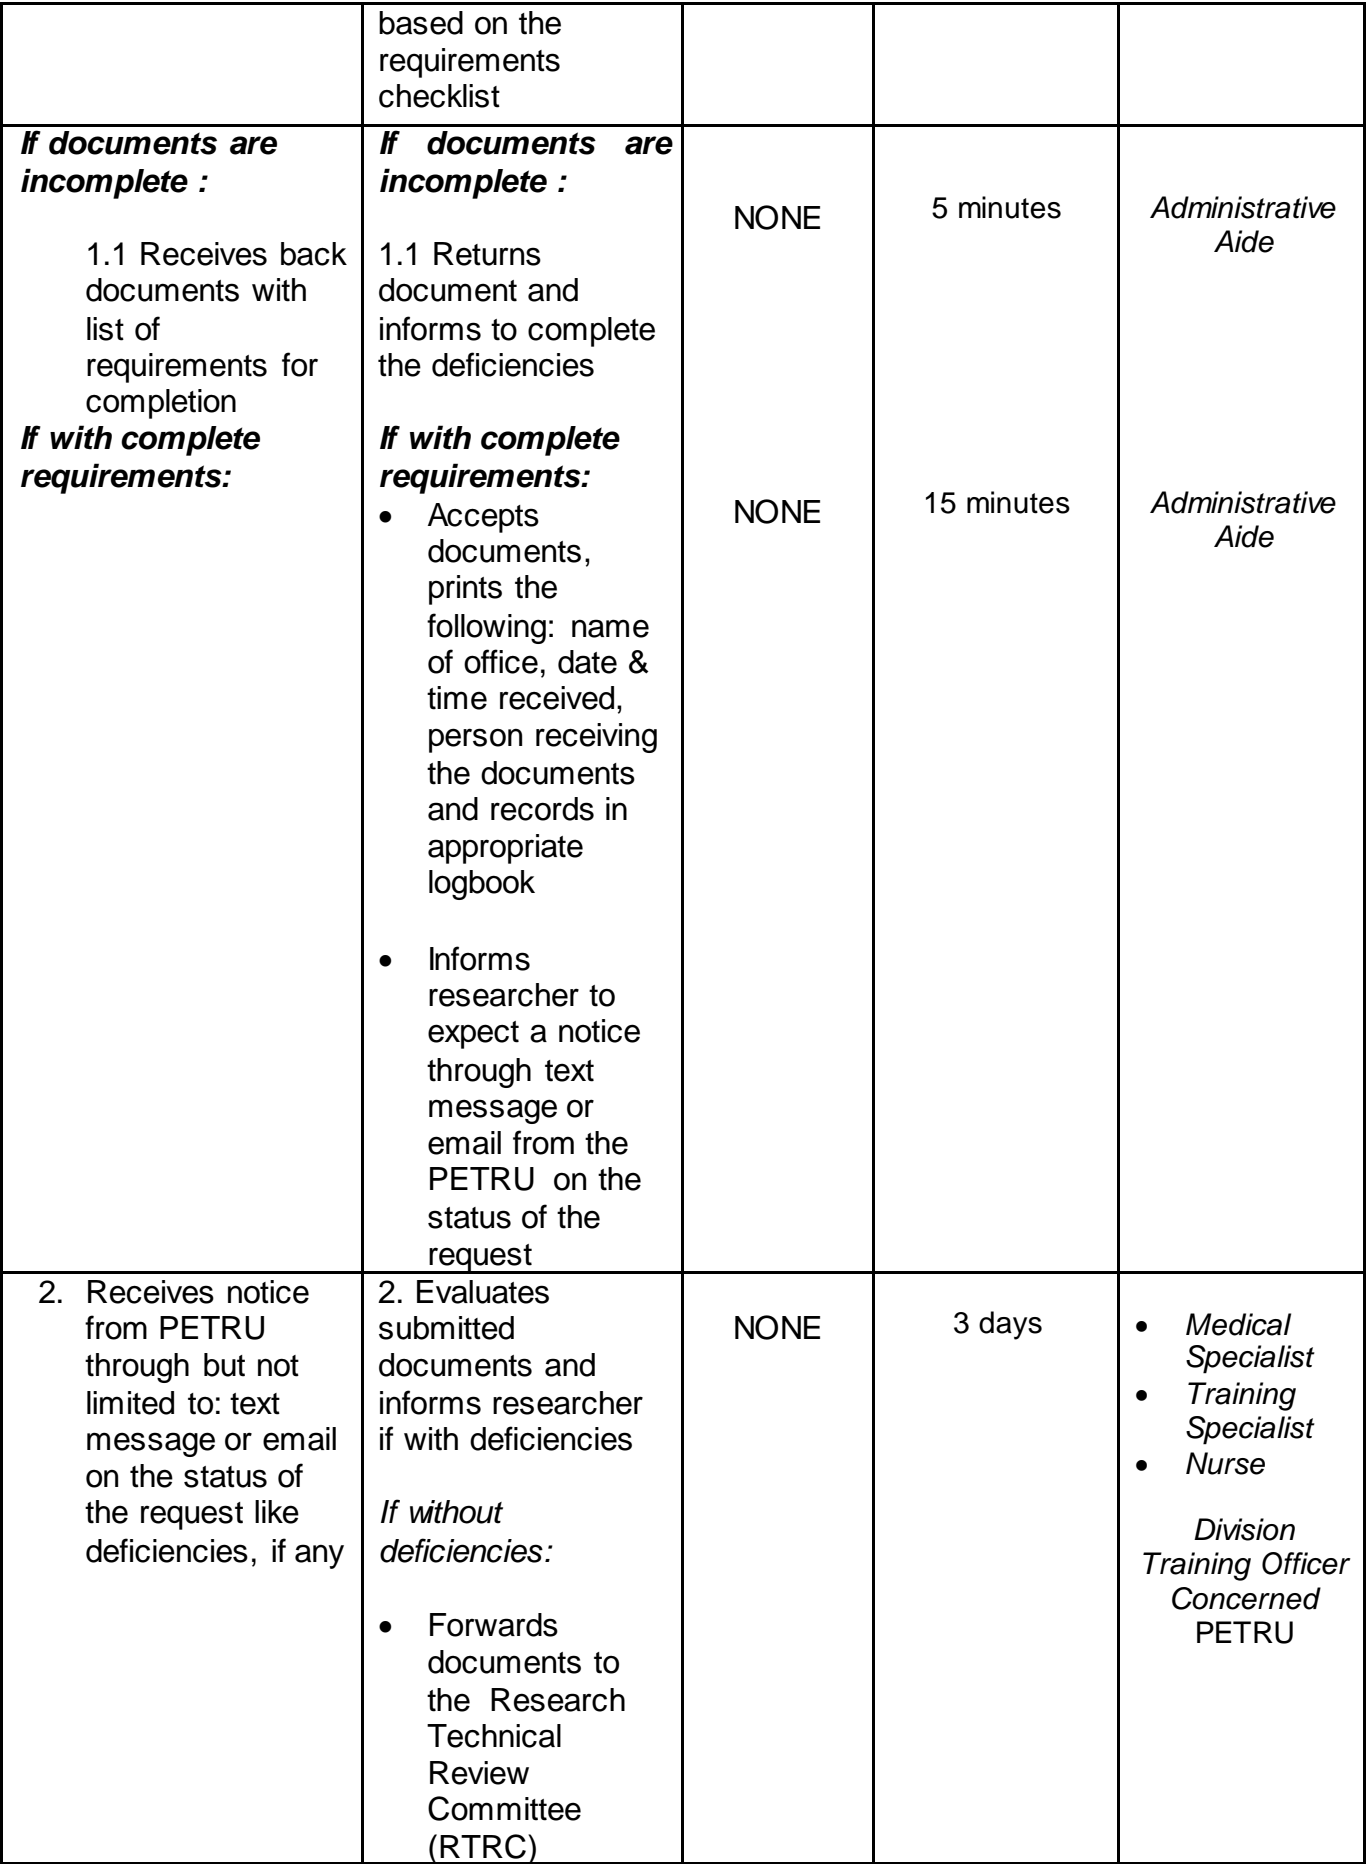 based on the
requirements
checklist
If documents are
incomplete :
1.1 Receives back
documents with
list of
requirements for
completion
If with complete
requirements:
If documents are
incomplete :
1.1 Returns
document and
informs to complete
the deficiencies
If with complete
requirements:
• Accepts
documents,
prints the
following: name
of office, date &
time received,
person receiving
the documents
and records in
appropriate
logbook
• Informs
researcher to
expect a notice
through text
message or
email from the
PETRU on the
status of the
request
NONE
NONE
5 minutes
15 minutes
Administrative
Aide
Administrative
Aide
2. Receives notice
from PETRU
through but not
limited to: text
message or email
on the status of
the request like
deficiencies, if any
2. Evaluates
submitted
documents and
informs researcher
if with deficiencies
If without
deficiencies:
• Forwards
documents to
the Research
Technical
Review
Committee
(RTRC)
NONE
3 days
• Medical
Specialist
• Training
Specialist
• Nurse
Division
Training Officer
Concerned
PETRU